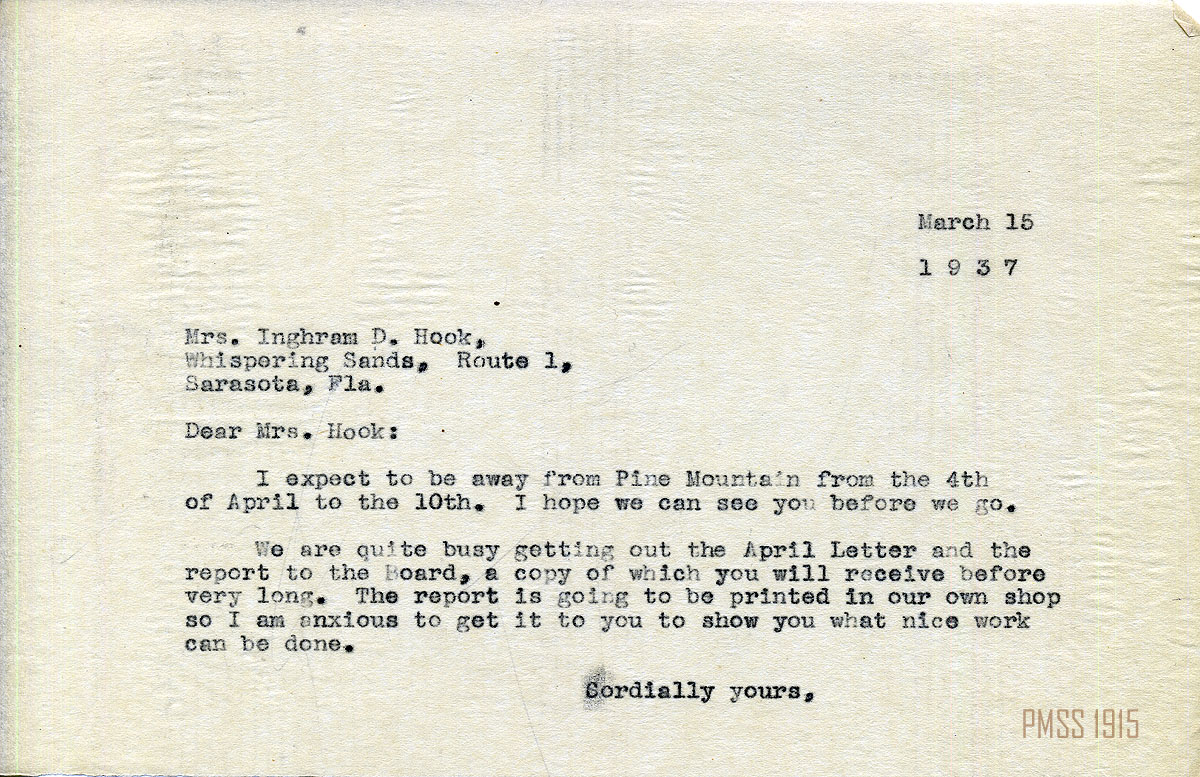 March 15
1 9 3 7
Mrs. Inghram D. Hook,
Whispering Sands, Route 1,
Sarasota, Fla.
Dear Mrs. Hook:
I expect to be away from Pine Mountain from the 4th
of April to the 10th. I hope we can see you before we go.
We are quite busy getting out the April Letter and the
report to the Board, a copy of which you will receive before
very long. The report is going to be printed in our own shop
so I am anxious to get it to you to show you what nice work
can be done.
Cordially yours,
PMSS 1915